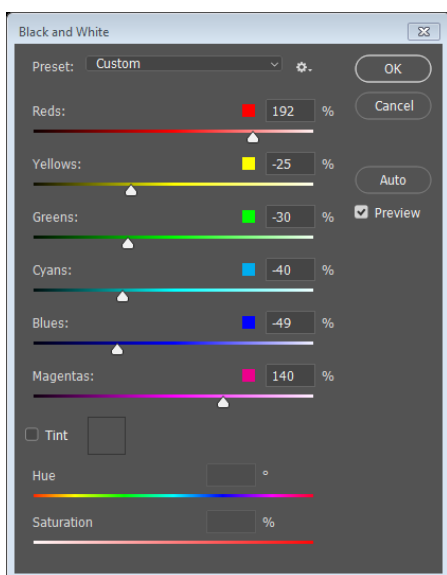 Black and White
Preset: Custom
OK
Reds: 192 %
Cancel
Yellows: -25 %
Auto
Greens: -30 %
Preview
Cyans: -40 %
Blues: -49 %
Magentas: 140 %
Tint
Hue °
Saturation %